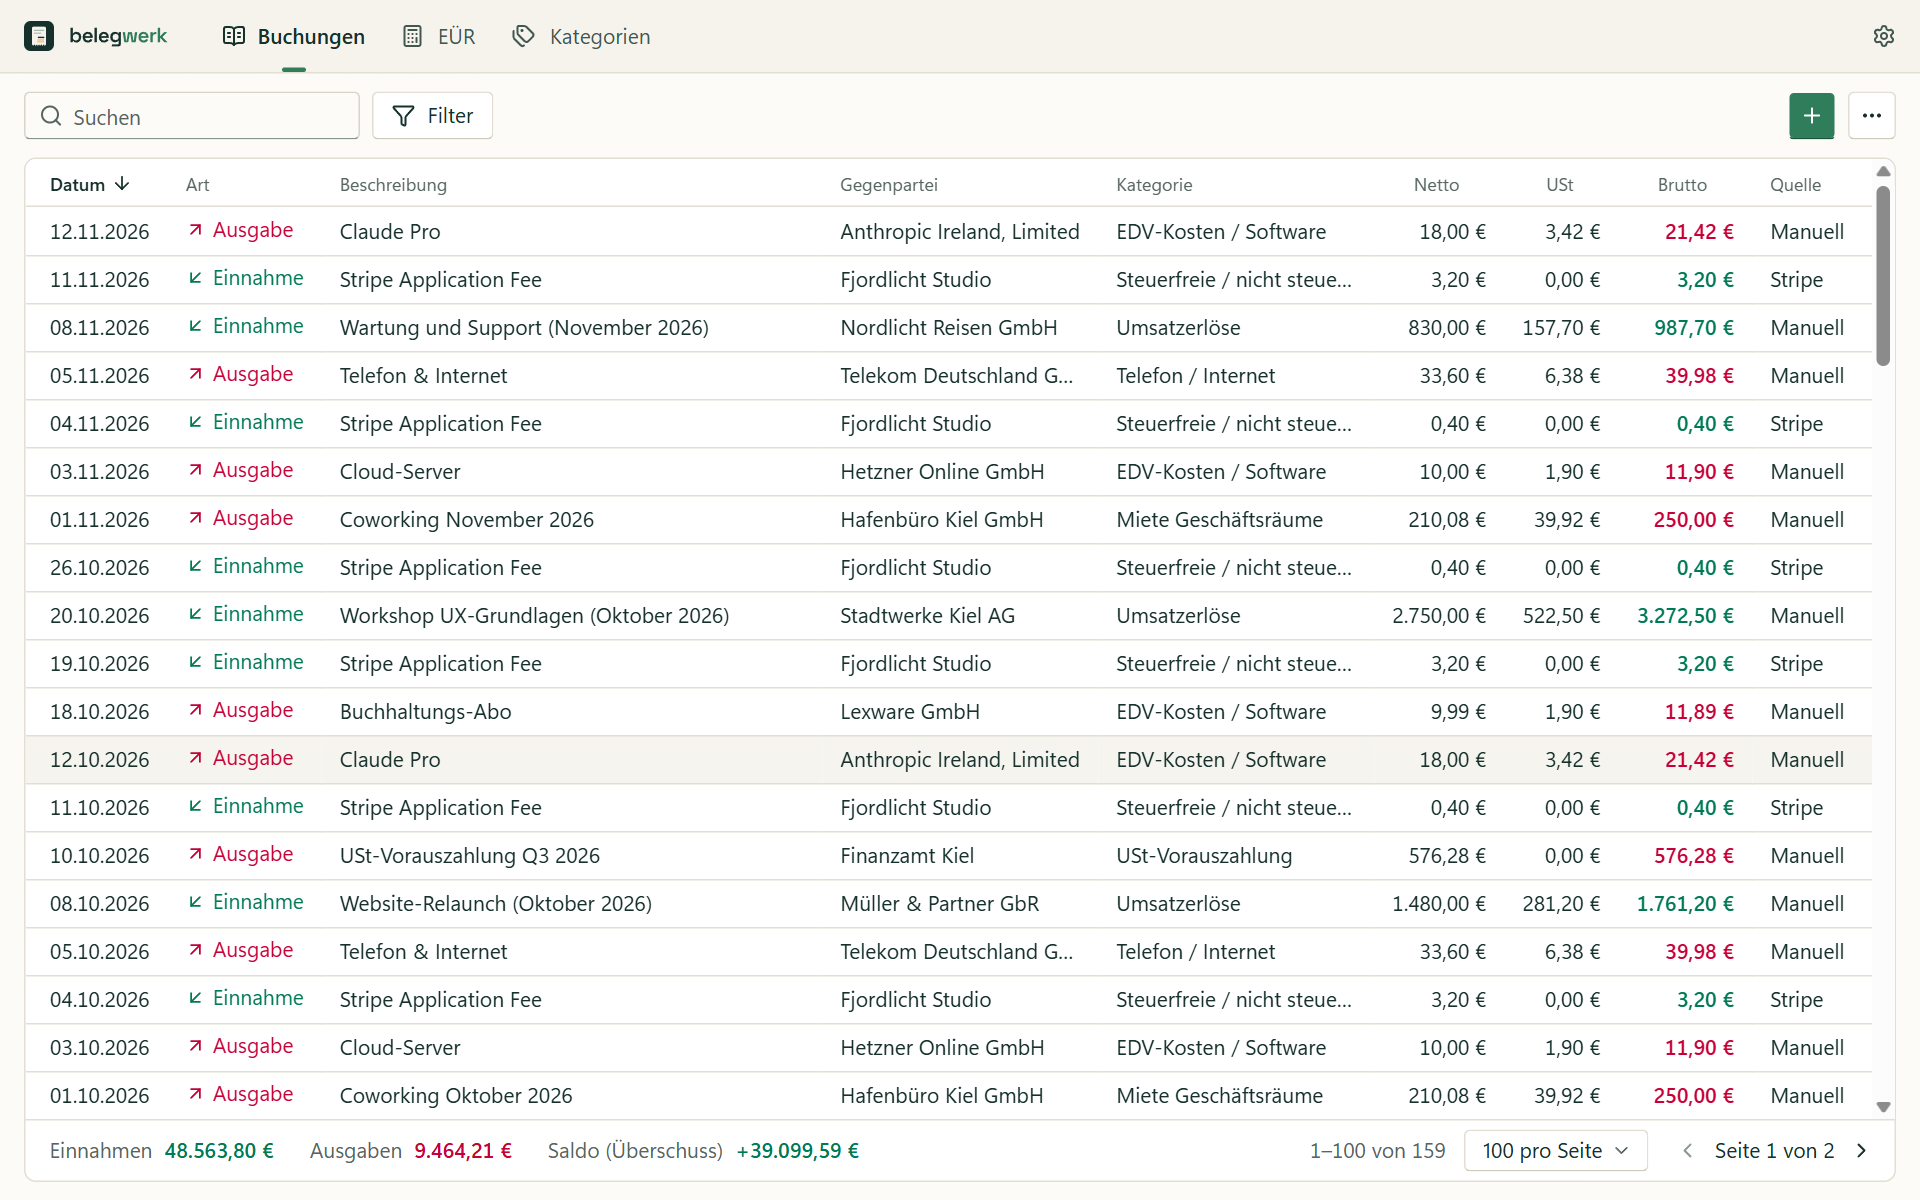 belegwerk Buchungen EÜR Kategorien
Suchen Filter
Datum Art Beschreibung Gegenpartei Kategorie Netto USt Brutto Quelle
12.11.2026 Ausgabe Claude Pro Anthropic Ireland, Limited EDV-Kosten / Software 18,00 € 3,42 € 21,42 € Manuell
11.11.2026 Einnahme Stripe Application Fee Fjordlicht Studio Steuerfreie / nicht steue... 3,20 € 0,00 € 3,20 € Stripe
08.11.2026 Einnahme Wartung und Support (November 2026) Nordlicht Reisen GmbH Umsatzerlöse 830,00 € 157,70 € 987,70 € Manuell
05.11.2026 Ausgabe Telefon & Internet Telekom Deutschland G... Telefon / Internet 33,60 € 6,38 € 39,98 € Manuell
04.11.2026 Einnahme Stripe Application Fee Fjordlicht Studio Steuerfreie / nicht steue... 0,40 € 0,00 € 0,40 € Stripe
03.11.2026 Ausgabe Cloud-Server Hetzner Online GmbH EDV-Kosten / Software 10,00 € 1,90 € 11,90 € Manuell
01.11.2026 Ausgabe Coworking November 2026 Hafenbüro Kiel GmbH Miete Geschäftsräume 210,08 € 39,92 € 250,00 € Manuell
26.10.2026 Einnahme Stripe Application Fee Fjordlicht Studio Steuerfreie / nicht steue... 0,40 € 0,00 € 0,40 € Stripe
20.10.2026 Einnahme Workshop UX-Grundlagen (Oktober 2026) Stadtwerke Kiel AG Umsatzerlöse 2.750,00 € 522,50 € 3.272,50 € Manuell
19.10.2026 Einnahme Stripe Application Fee Fjordlicht Studio Steuerfreie / nicht steue... 3,20 € 0,00 € 3,20 € Stripe
18.10.2026 Ausgabe Buchhaltungs-Abo Lexware GmbH EDV-Kosten / Software 9,99 € 1,90 € 11,89 € Manuell
12.10.2026 Ausgabe Claude Pro Anthropic Ireland, Limited EDV-Kosten / Software 18,00 € 3,42 € 21,42 € Manuell
11.10.2026 Einnahme Stripe Application Fee Fjordlicht Studio Steuerfreie / nicht steue... 0,40 € 0,00 € 0,40 € Stripe
10.10.2026 Ausgabe USt-Vorauszahlung Q3 2026 Finanzamt Kiel USt-Vorauszahlung 576,28 € 0,00 € 576,28 € Manuell
08.10.2026 Einnahme Website-Relaunch (Oktober 2026) Müller & Partner GbR Umsatzerlöse 1.480,00 € 281,20 € 1.761,20 € Manuell
05.10.2026 Ausgabe Telefon & Internet Telekom Deutschland G... Telefon / Internet 33,60 € 6,38 € 39,98 € Manuell
04.10.2026 Einnahme Stripe Application Fee Fjordlicht Studio Steuerfreie / nicht steue... 3,20 € 0,00 € 3,20 € Stripe
03.10.2026 Ausgabe Cloud-Server Hetzner Online GmbH EDV-Kosten / Software 10,00 € 1,90 € 11,90 € Manuell
01.10.2026 Ausgabe Coworking Oktober 2026 Hafenbüro Kiel GmbH Miete Geschäftsräume 210,08 € 39,92 € 250,00 € Manuell
Einnahmen 48.563,80 € Ausgaben 9.464,21 € Saldo (Überschuss) +39.099,59 € 1–100 von 159 100 pro Seite Seite 1 von 2